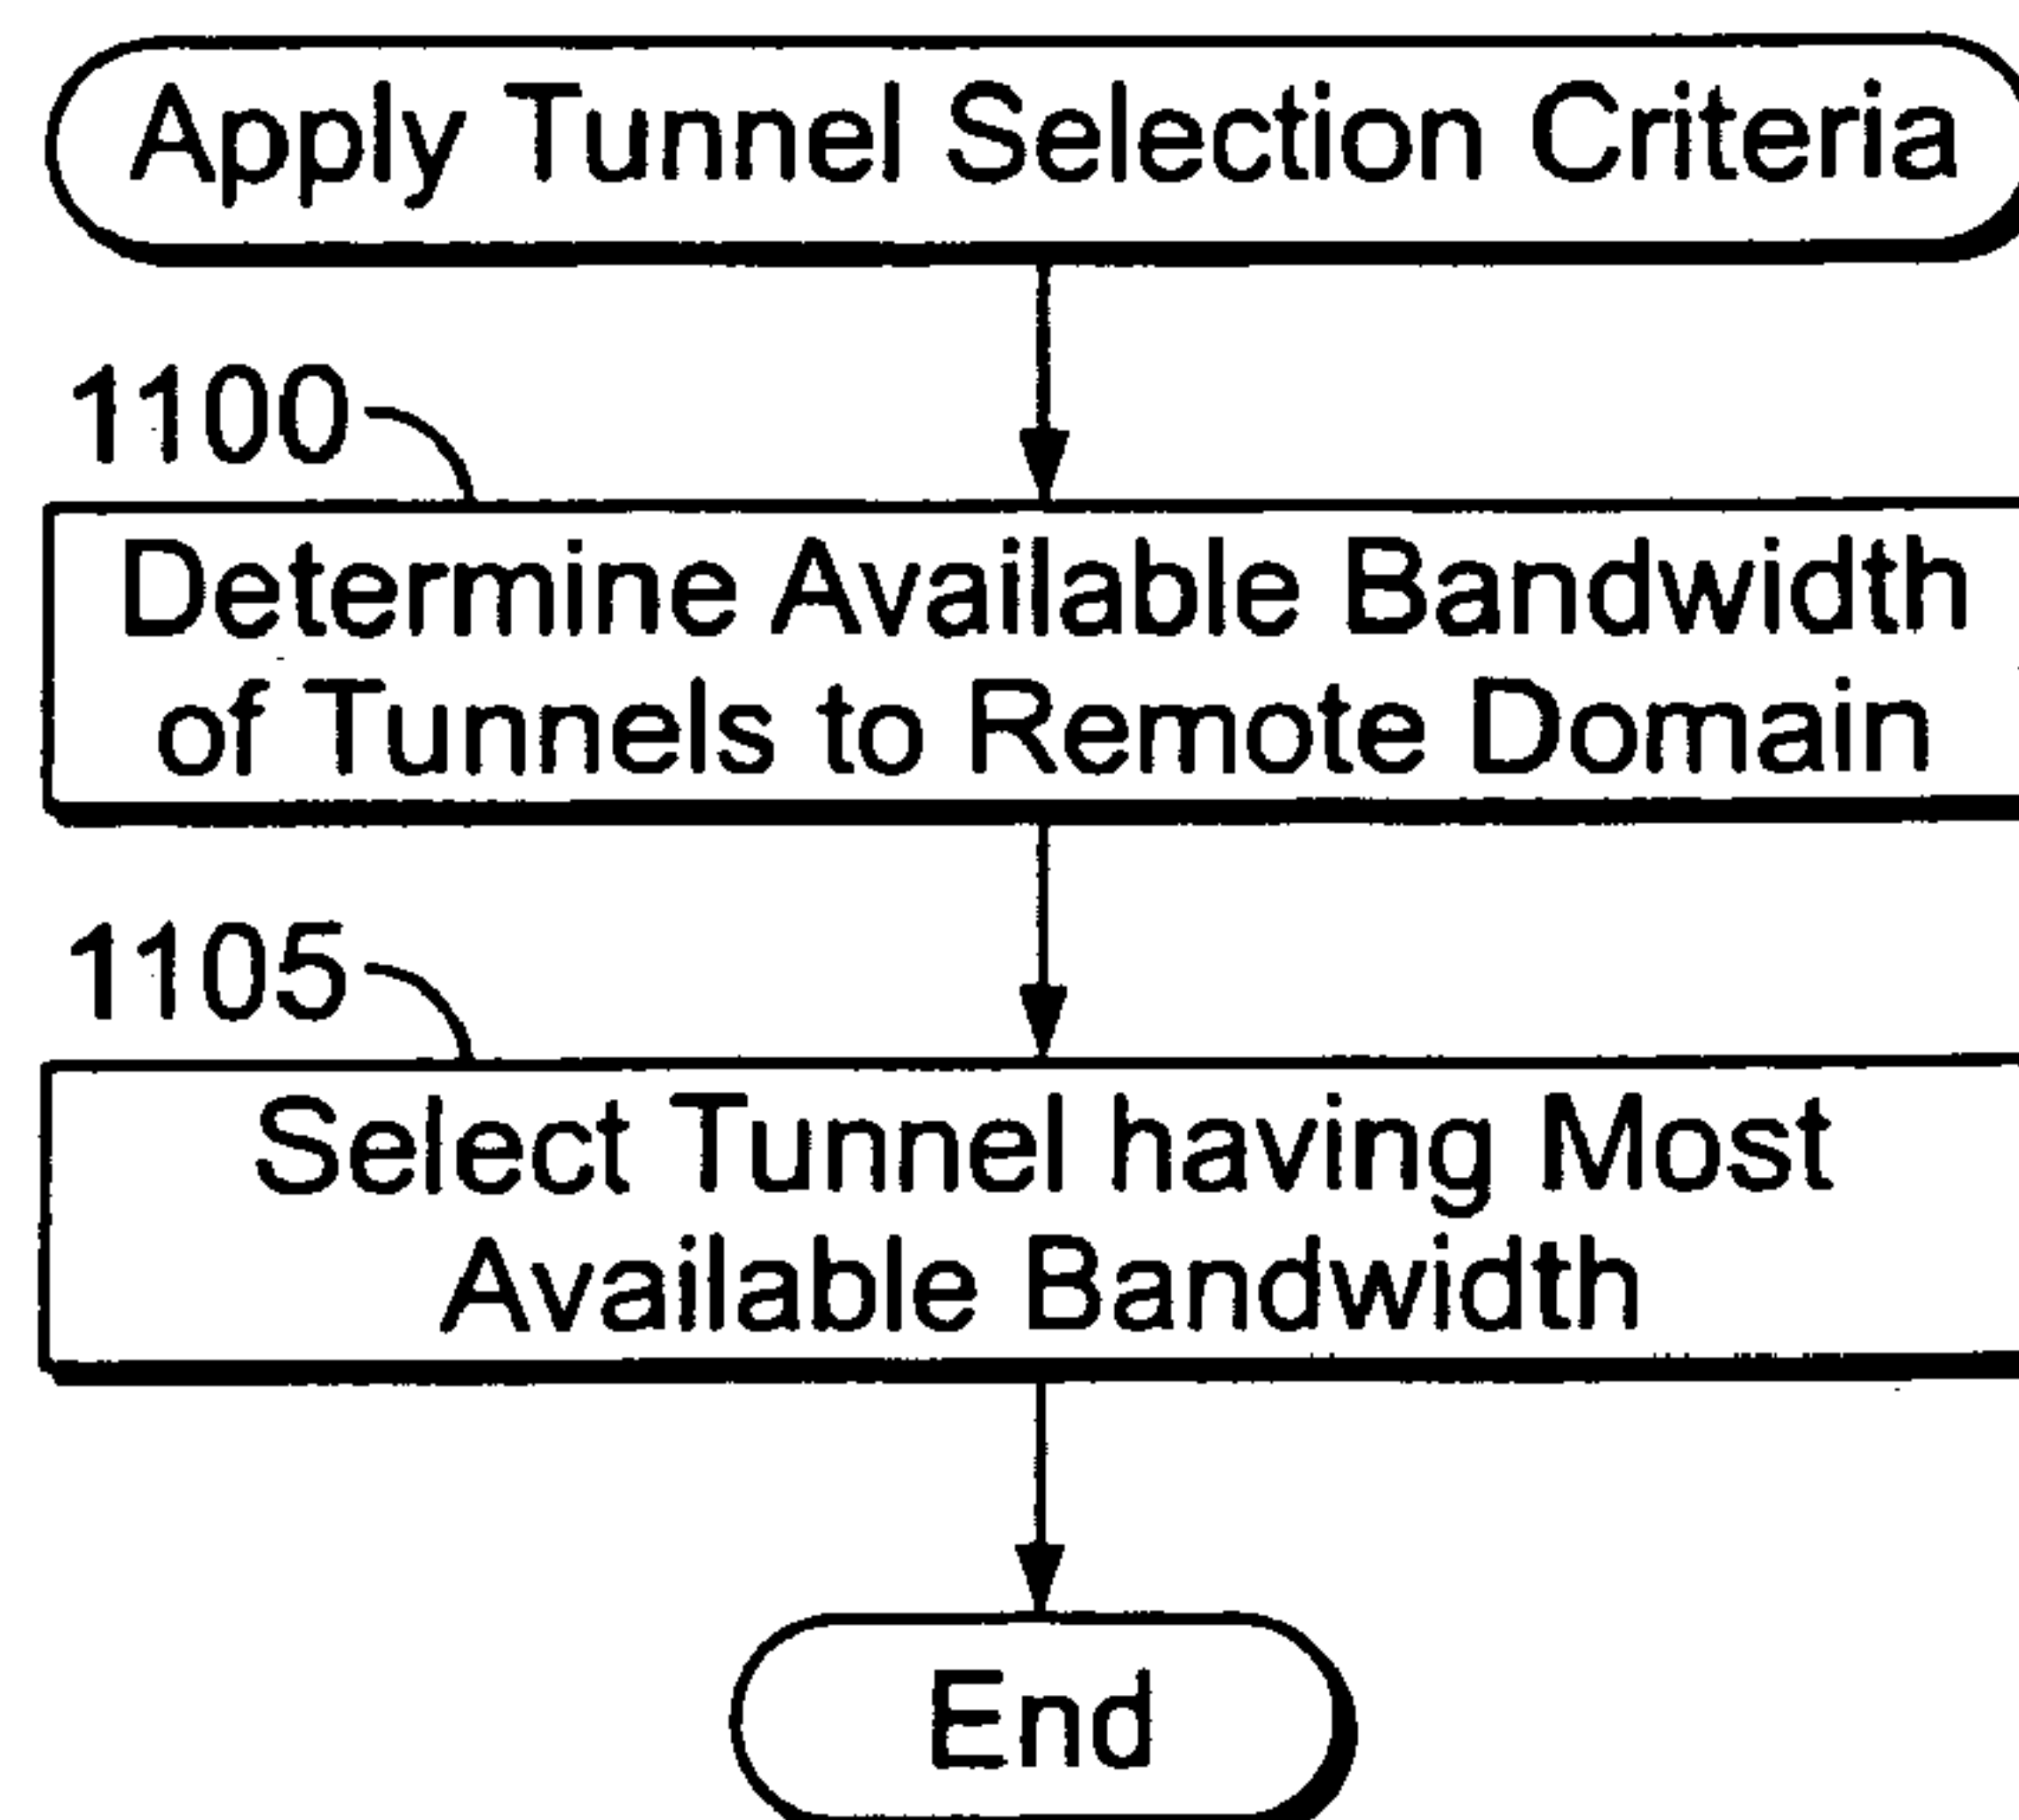 Apply Tunnel Selection Criteria
1100
Determine Available Bandwidth
of Tunnels to Remote Domain
1105
Select Tunnel having Most
Available Bandwidth
End